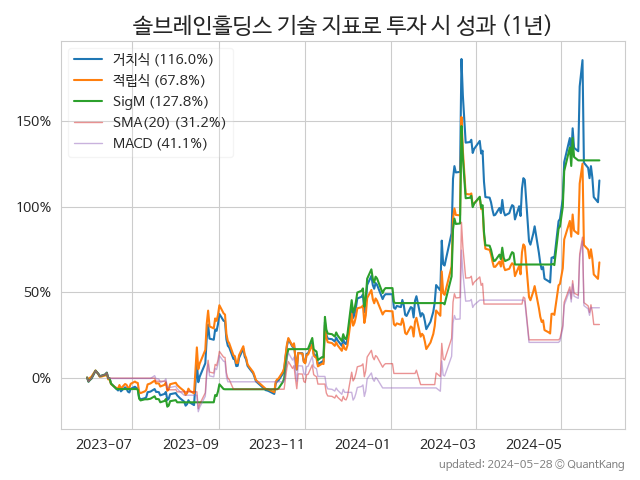 솔브레인홀딩스 기술 지표로 투자 시 성과 (1년)
거치식 (116.0%)
적립식 (67.8%)
SigM (127.8%)
SMA(20) (31.2%)
MACD (41.1%)
150%
100%
50%
0%
2023-07 2023-09 2023-11 2024-01 2024-03 2024-05
updated: 2024-05-28 © QuantKang